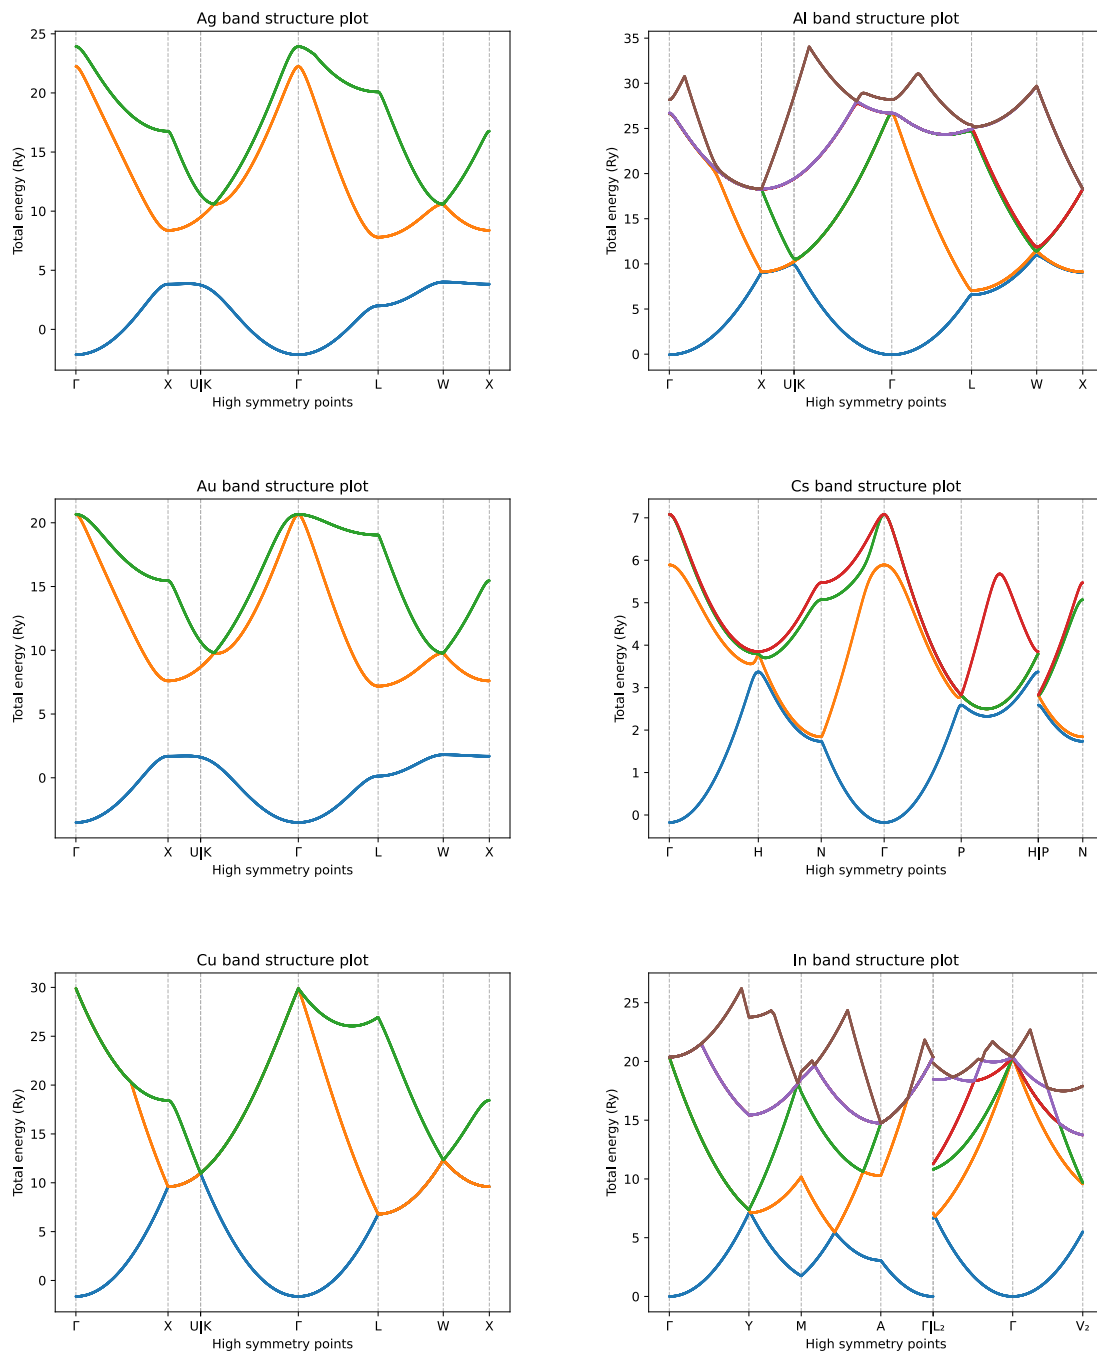 Ag band structure plot
Total energy (Ry)
25
20
15
10
5
0
Γ X U|K Γ L W X
High symmetry points
Al band structure plot
Total energy (Ry)
35
30
25
20
15
10
5
0
Γ X U|K Γ L W X
High symmetry points
Au band structure plot
Total energy (Ry)
20
15
10
5
0
Γ X U|K Γ L W X
High symmetry points
Cs band structure plot
Total energy (Ry)
7
6
5
4
3
2
1
0
Γ H N Γ P H|P N
High symmetry points
Cu band structure plot
Total energy (Ry)
30
25
20
15
10
5
0
Γ X U|K Γ L W X
High symmetry points
In band structure plot
Total energy (Ry)
25
20
15
10
5
0
Γ Y M A Γ|L₂ Γ V₂
High symmetry points